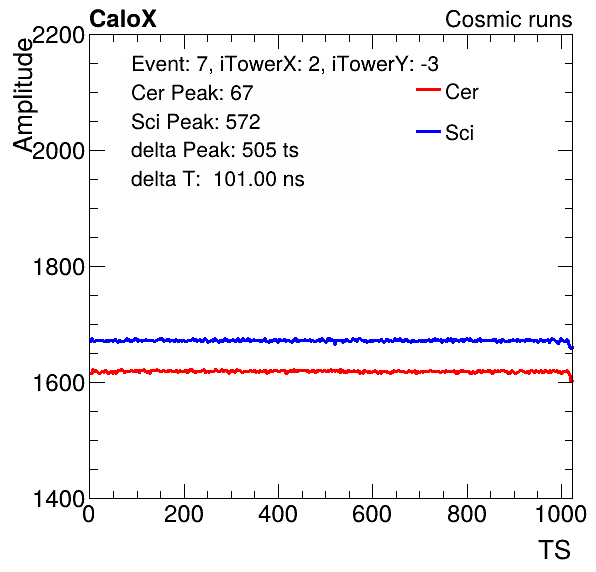 CaloX Cosmic runs
Amplitude
2200
2000
1800
1600
1400
Event: 7, iTowerX: 2, iTowerY: -3
Cer Peak: 67
Sci Peak: 572
delta Peak: 505 ts
delta T:  101.00 ns
Cer
Sci
0 200 400 600 800 1000
TS